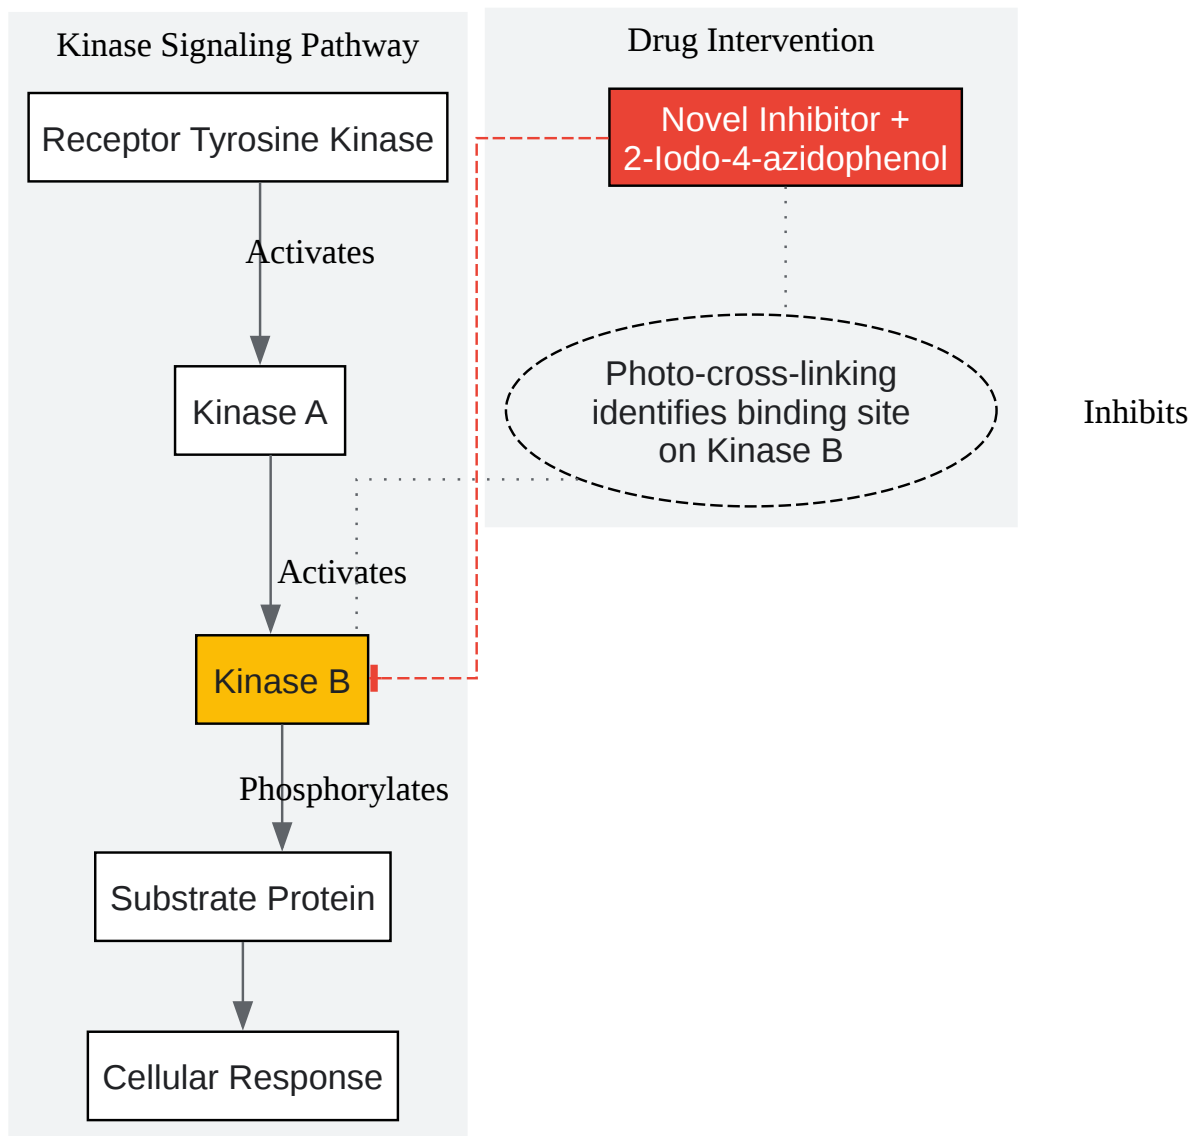 Kinase Signaling Pathway
Receptor Tyrosine Kinase
Activates
Kinase A
Activates
Kinase B
Phosphorylates
Substrate Protein
Cellular Response
Drug Intervention
Novel Inhibitor +
2-Iodo-4-azidophenol
Photo-cross-linking
identifies binding site
on Kinase B
Inhibits